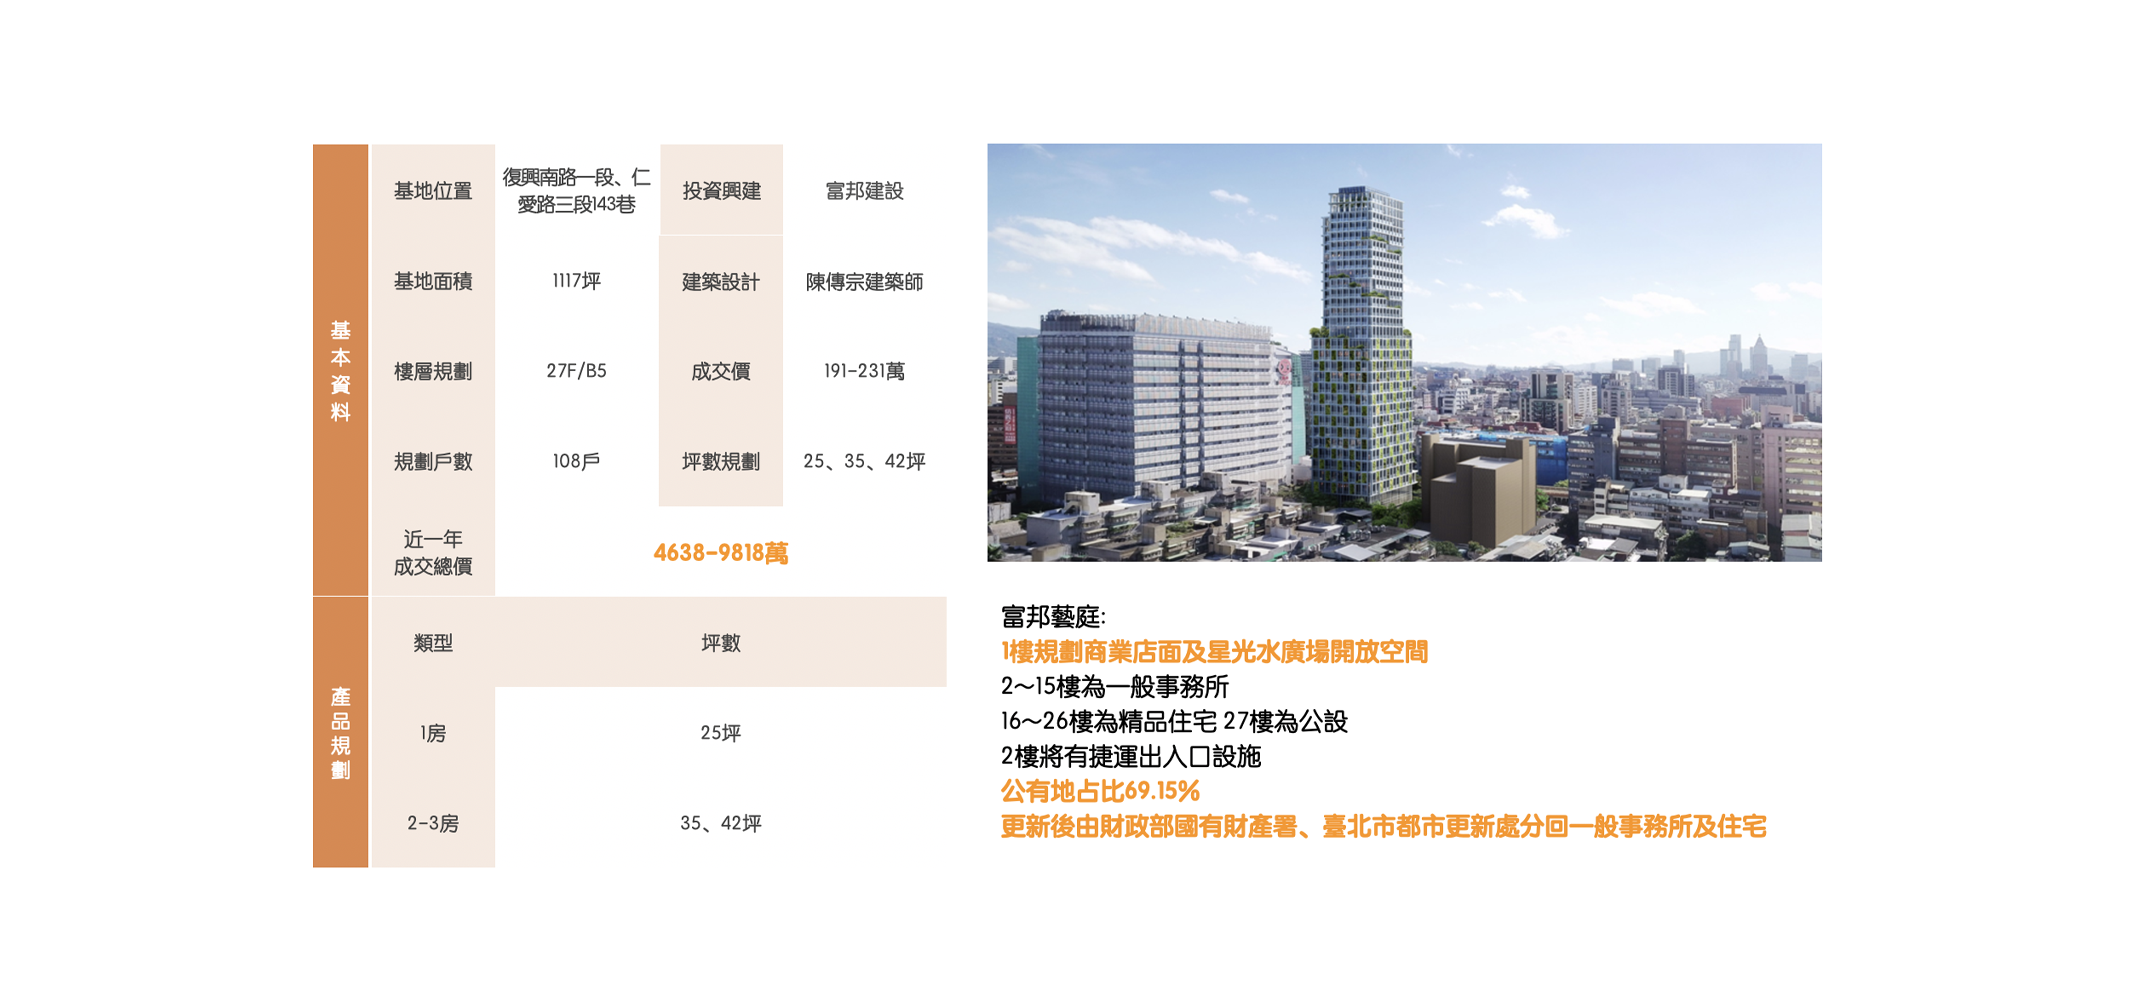 基本資料
基地位置
復興南路一段、仁
愛路三段143巷
投資興建
富邦建設
基地面積
1117坪
建築設計
陳傳宗建築師
樓層規劃
27F/B5
成交價
191-231萬
規劃戶數
108戶
坪數規劃
25、35、42坪
近一年
成交總價
4638-9818萬
產品規劃
類型
坪數
1房
25坪
2-3房
35、42坪
富邦藝庭:
1樓規劃商業店面及星光水廣場開放空間
2～15樓為一般事務所
16～26樓為精品住宅 27樓為公設
2樓將有捷運出入口設施
公有地占比69.15%
更新後由財政部國有財產署、臺北市都市更新處分回一般事務所及住宅